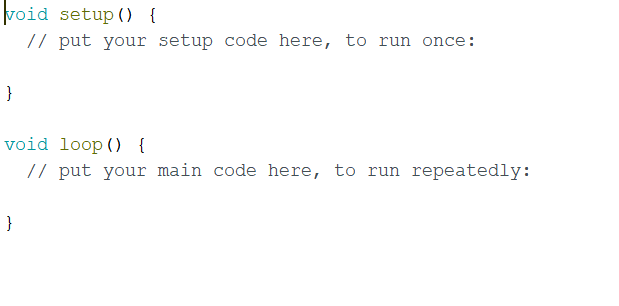 void setup() {
  // put your setup code here, to run once:
}
void loop() {
  // put your main code here, to run repeatedly:
}